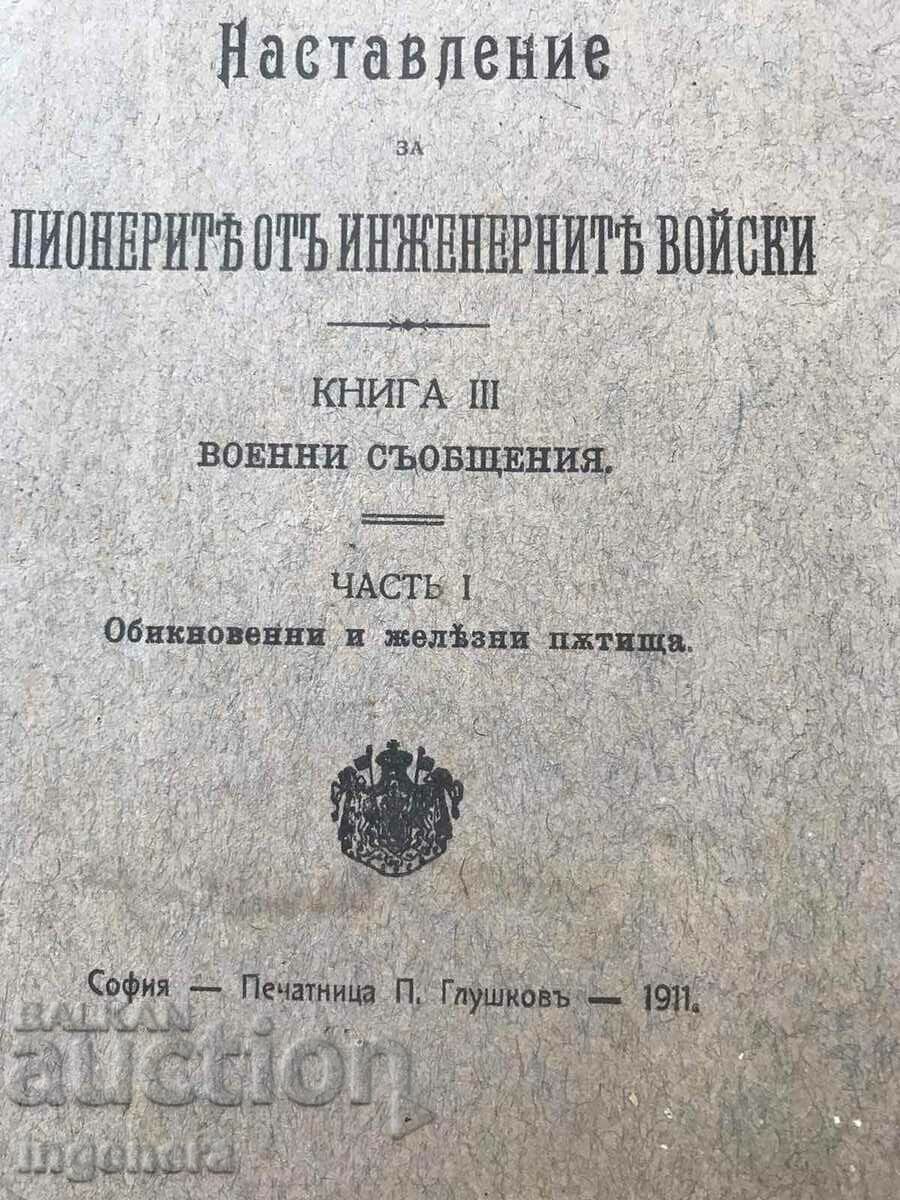 Наставление
за
ПИОНЕРИТѢ ОТЪ ИНЖЕНЕРНИТѢ ВОЙСКИ
КНИГА III
ВОЕННИ СЪОБЩЕНИЯ.
ЧАСТЬ I
Обикновенни и желѣзни пѫтища.
София — Печатница П. Глушковъ — 1911.
BALKAN
auction
ingenera